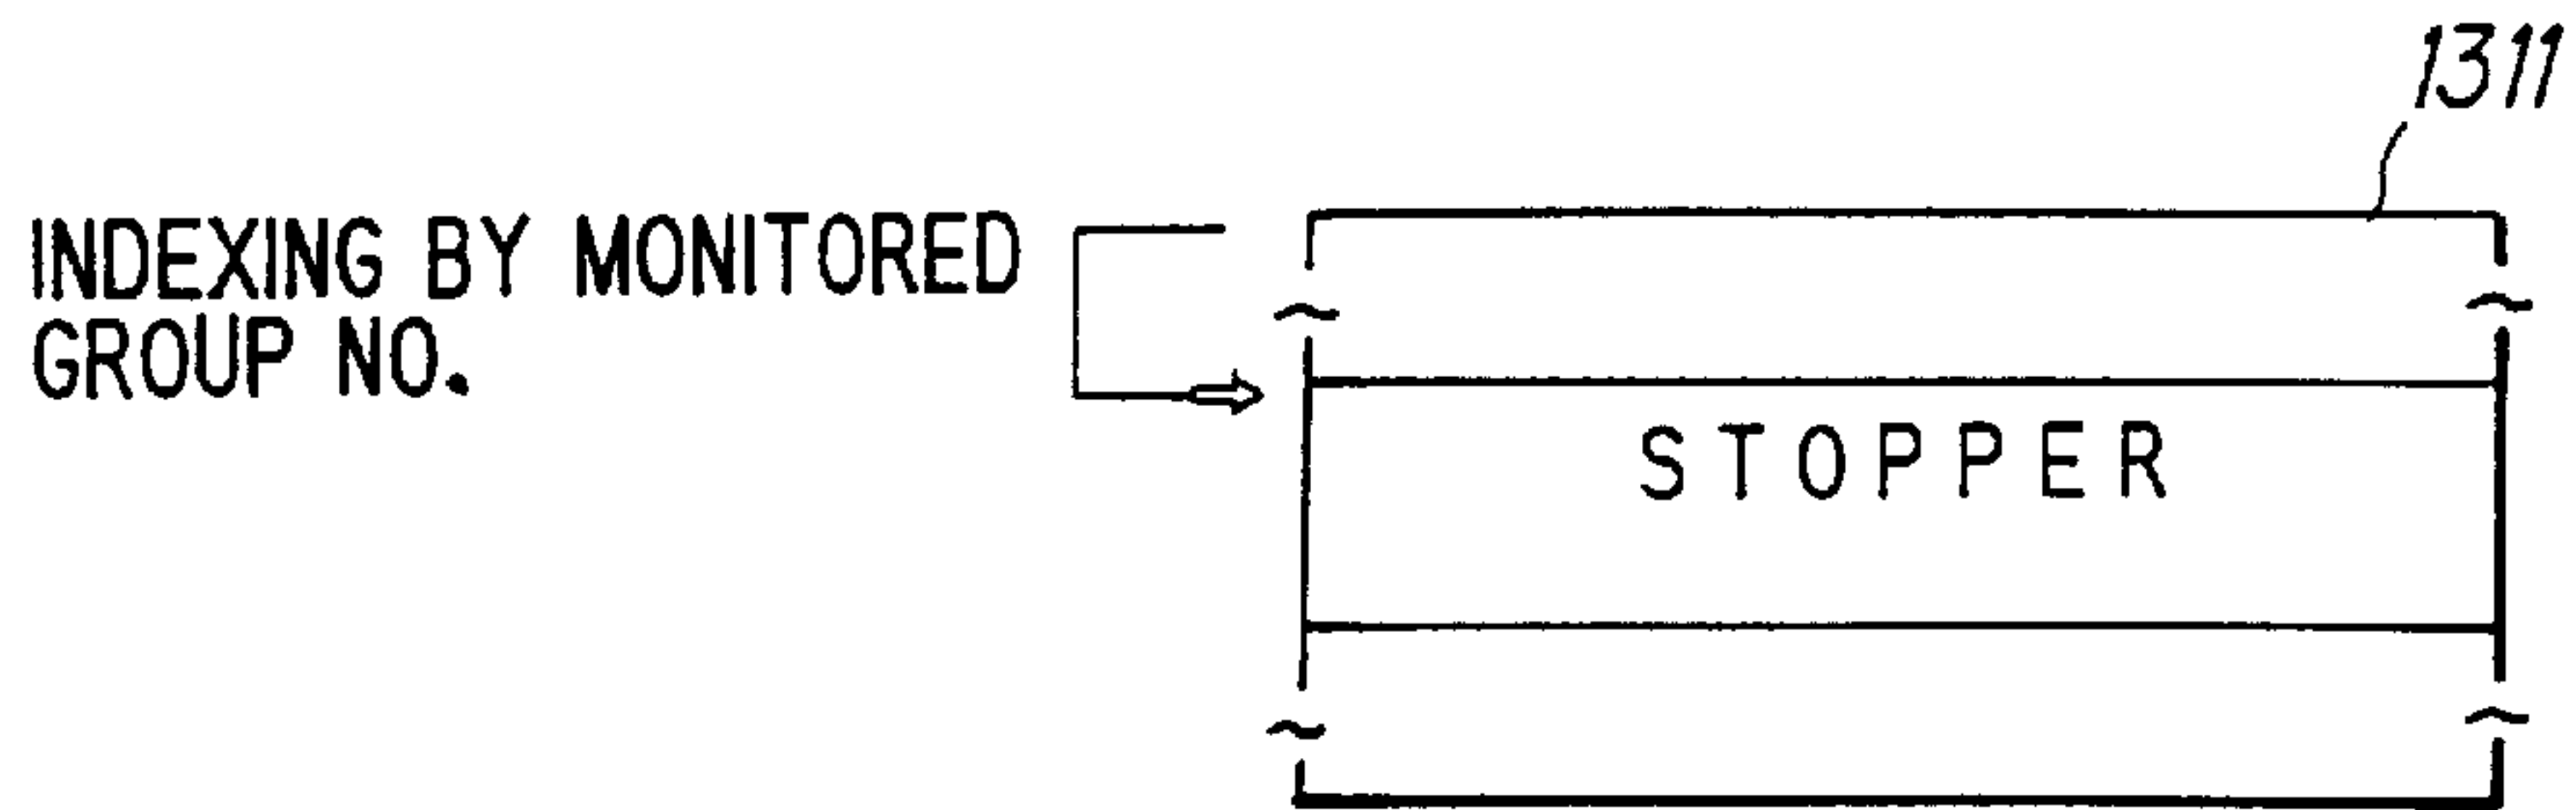 1311
INDEXING BY MONITORED
GROUP NO.
STOPPER